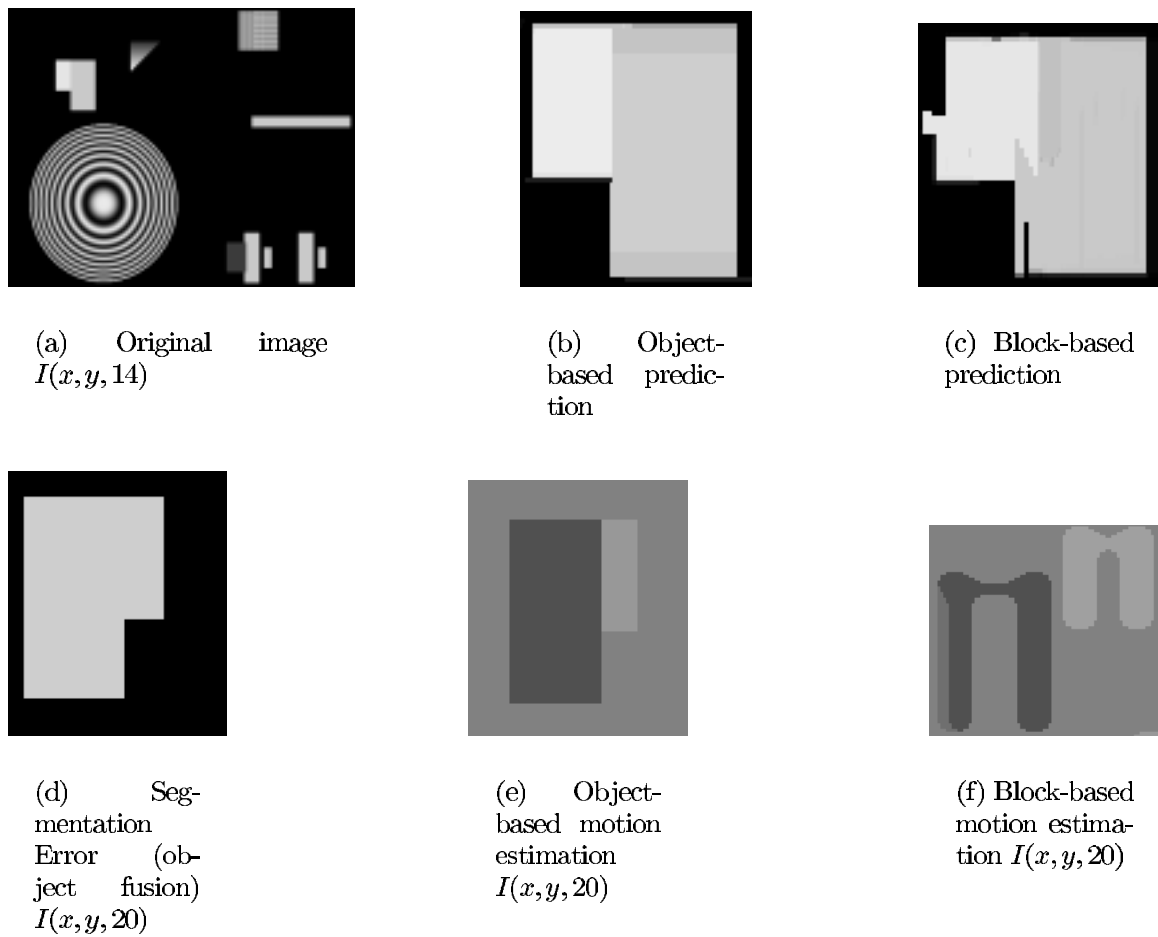 (a) Original image
I(x, y, 14)
(b) Object-
based predic-
tion
(c) Block-based
prediction
(d) Seg-
mentation
Error (ob-
ject fusion)
I(x, y, 20)
(e) Object-
based motion
estimation
I(x, y, 20)
(f) Block-based
motion estima-
tion I(x, y, 20)